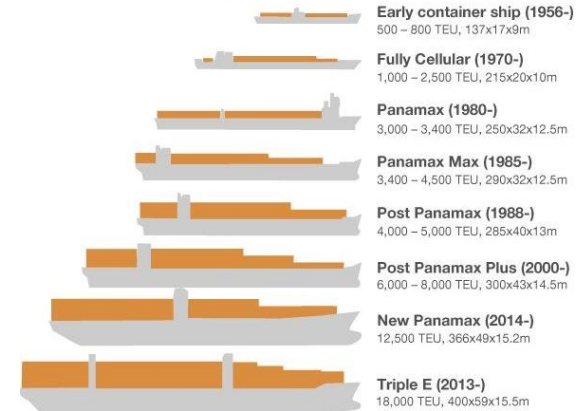 Early container ship (1956-)
500 – 800 TEU, 137x17x9m
Fully Cellular (1970-)
1,000 – 2,500 TEU, 215x20x10m
Panamax (1980-)
3,000 – 3,400 TEU, 250x32x12.5m
Panamax Max (1985-)
3,400 – 4,500 TEU, 290x32x12.5m
Post Panamax (1988-)
4,000 – 5,000 TEU, 285x40x13m
Post Panamax Plus (2000-)
6,000 – 8,000 TEU, 300x43x14.5m
New Panamax (2014-)
12,500 TEU, 366x49x15.2m
Triple E (2013-)
18,000 TEU, 400x59x15.5m